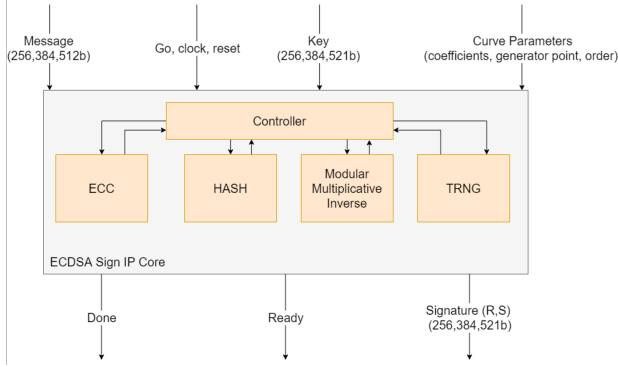 Message
(256,384,512b)
Go, clock, reset
Key
(256,384,521b)
Curve Parameters
(coefficients, generator point, order)
Controller
ECC
HASH
Modular
Multiplicative
Inverse
TRNG
ECDSA Sign IP Core
Done
Ready
Signature (R,S)
(256,384,521b)